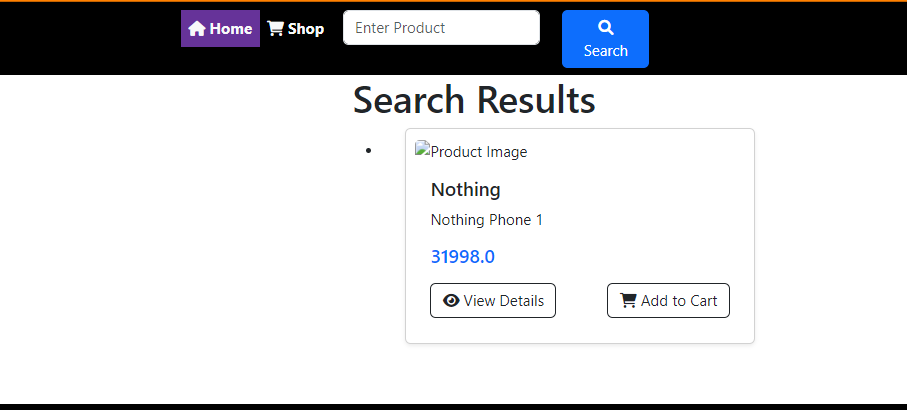 Home Shop Enter Product Search
Search Results
Product Image
Nothing
Nothing Phone 1
31998.0
View Details Add to Cart